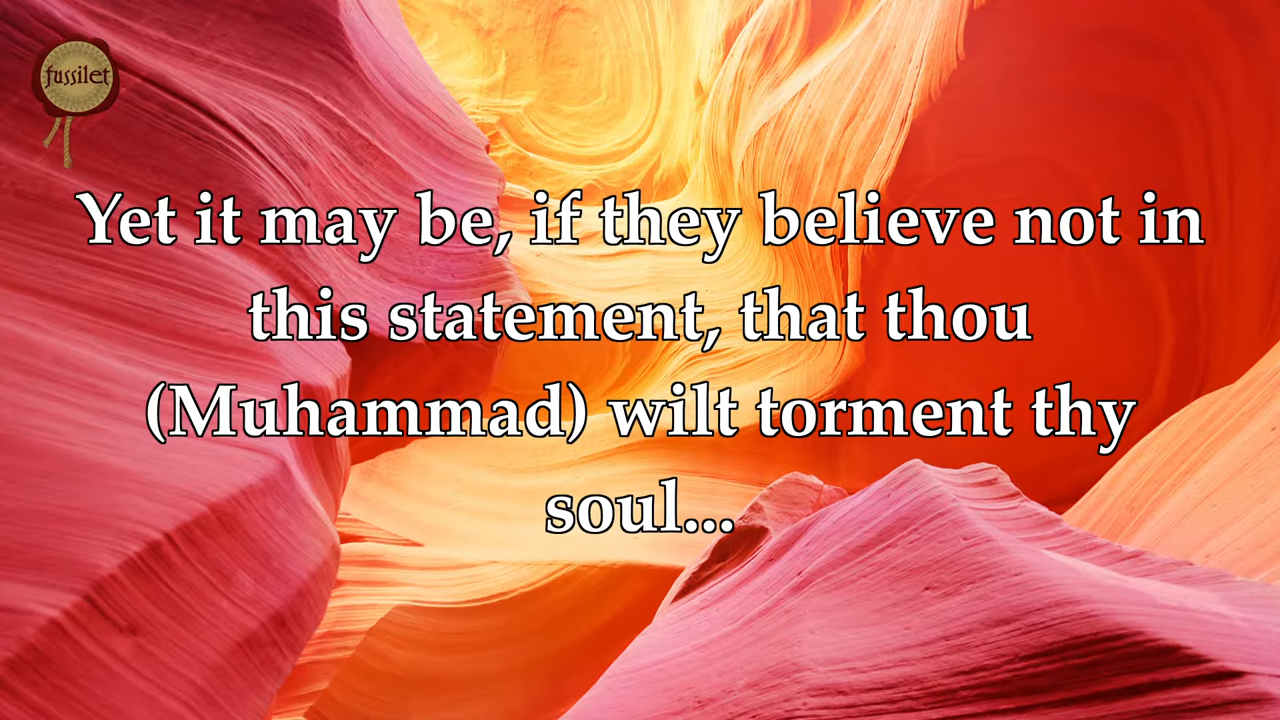 fussilet
Yet it may be, if they believe not in
this statement, that thou
(Muhammad) wilt torment thy
soul...